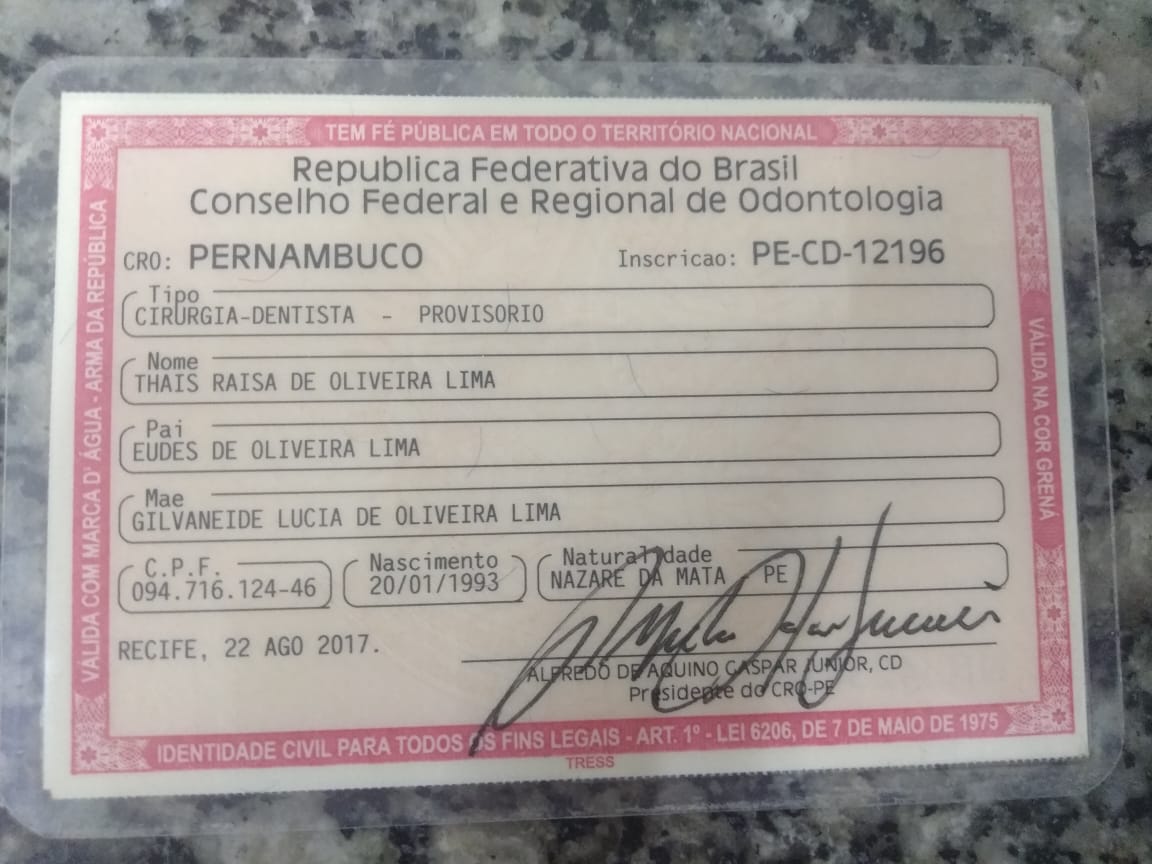 TEM FÉ PÚBLICA EM TODO O TERRITÓRIO NACIONAL
Republica Federativa do Brasil
Conselho Federal e Regional de Odontologia
CRO: PERNAMBUCO Inscricao: PE-CD-12196
Tipo
CIRURGIA-DENTISTA - PROVISORIO
Nome
THAIS RAISA DE OLIVEIRA LIMA
Pai
EUDES DE OLIVEIRA LIMA
Mae
GILVANEIDE LUCIA DE OLIVEIRA LIMA
C.P.F. Nascimento Naturalidade
094.716.124-46 20/01/1993 NAZARE DA MATA PE
RECIFE, 22 AGO 2017.
ALFREDO DE AQUINO GASPAR JUNIOR, CD
Presidente do CRO-PE
IDENTIDADE CIVIL PARA TODOS OS FINS LEGAIS - ART. 1º - LEI 6206, DE 7 DE MAIO DE 1975
TRESS
VÁLIDA COM MARCA D'ÁGUA - ARMA DA REPÚBLICA
VÁLIDA NA COR GRENÁ